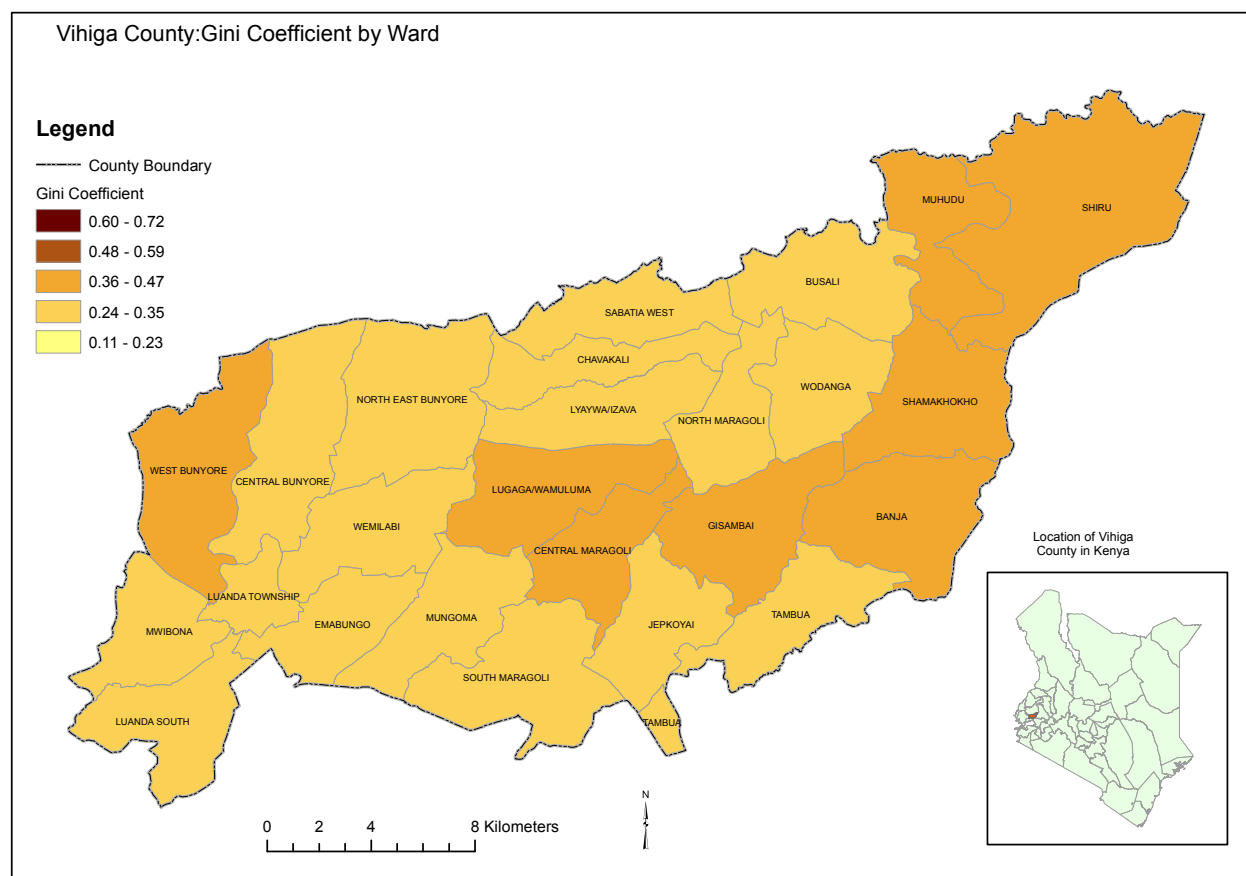 Vihiga County:Gini Coefficient by Ward
Legend
County Boundary
Gini Coefficient
0.60 - 0.72
0.48 - 0.59
0.36 - 0.47
0.24 - 0.35
0.11 - 0.23
MUHUDU
SHIRU
BUSALI
SABATIA WEST
CHAVAKALI
WODANGA
NORTH EAST BUNYORE
SHAMAKHOKHO
LYAYWA/IZAVA
NORTH MARAGOLI
WEST BUNYORE
CENTRAL BUNYORE
LUGAGA/WAMULUMA
BANJA
WEMILABI
GISAMBAI
CENTRAL MARAGOLI
LUANDA TOWNSHIP
TAMBUA
MUNGOMA
EMABUNGO
JEPKOYAI
MWIBONA
SOUTH MARAGOLI
LUANDA SOUTH
TAMBUA
Location of Vihiga
County in Kenya
N
0 2 4 8 Kilometers